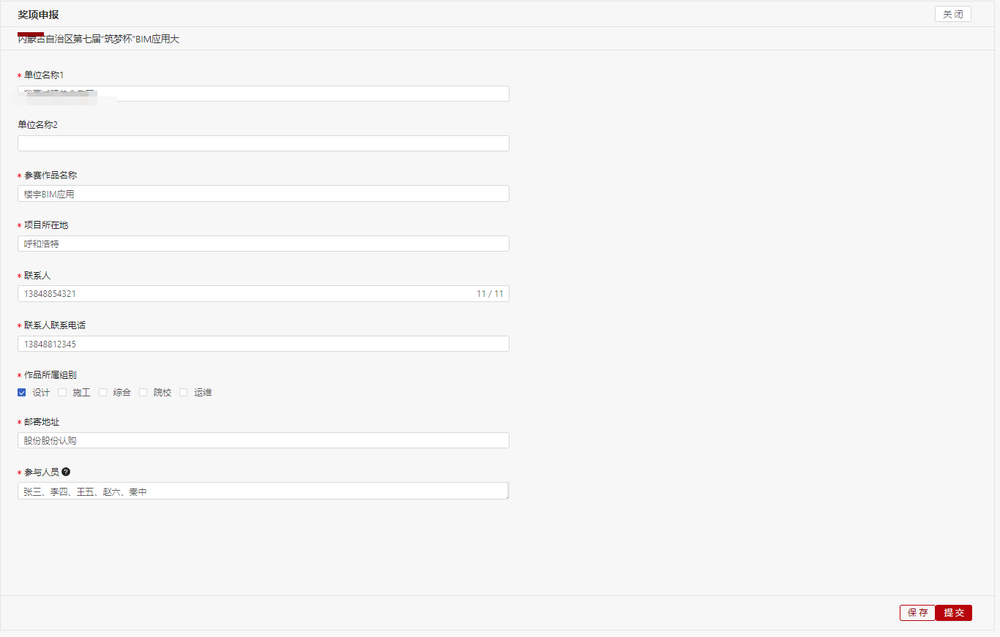 奖项申报
关 闭
内蒙古自治区第七届“筑梦杯”BIM应用大
* 单位名称1
单位名称2
* 参赛作品名称
楼宇BIM应用
* 项目所在地
呼和浩特
* 联系人
13848854321 11 / 11
* 联系人联系电话
13848812345
* 作品所属组别
设计 施工 综合 院校 运维
* 邮寄地址
股份股份认购
* 参与人员 ?
张三、李四、王五、赵六、秦中
保 存 提 交